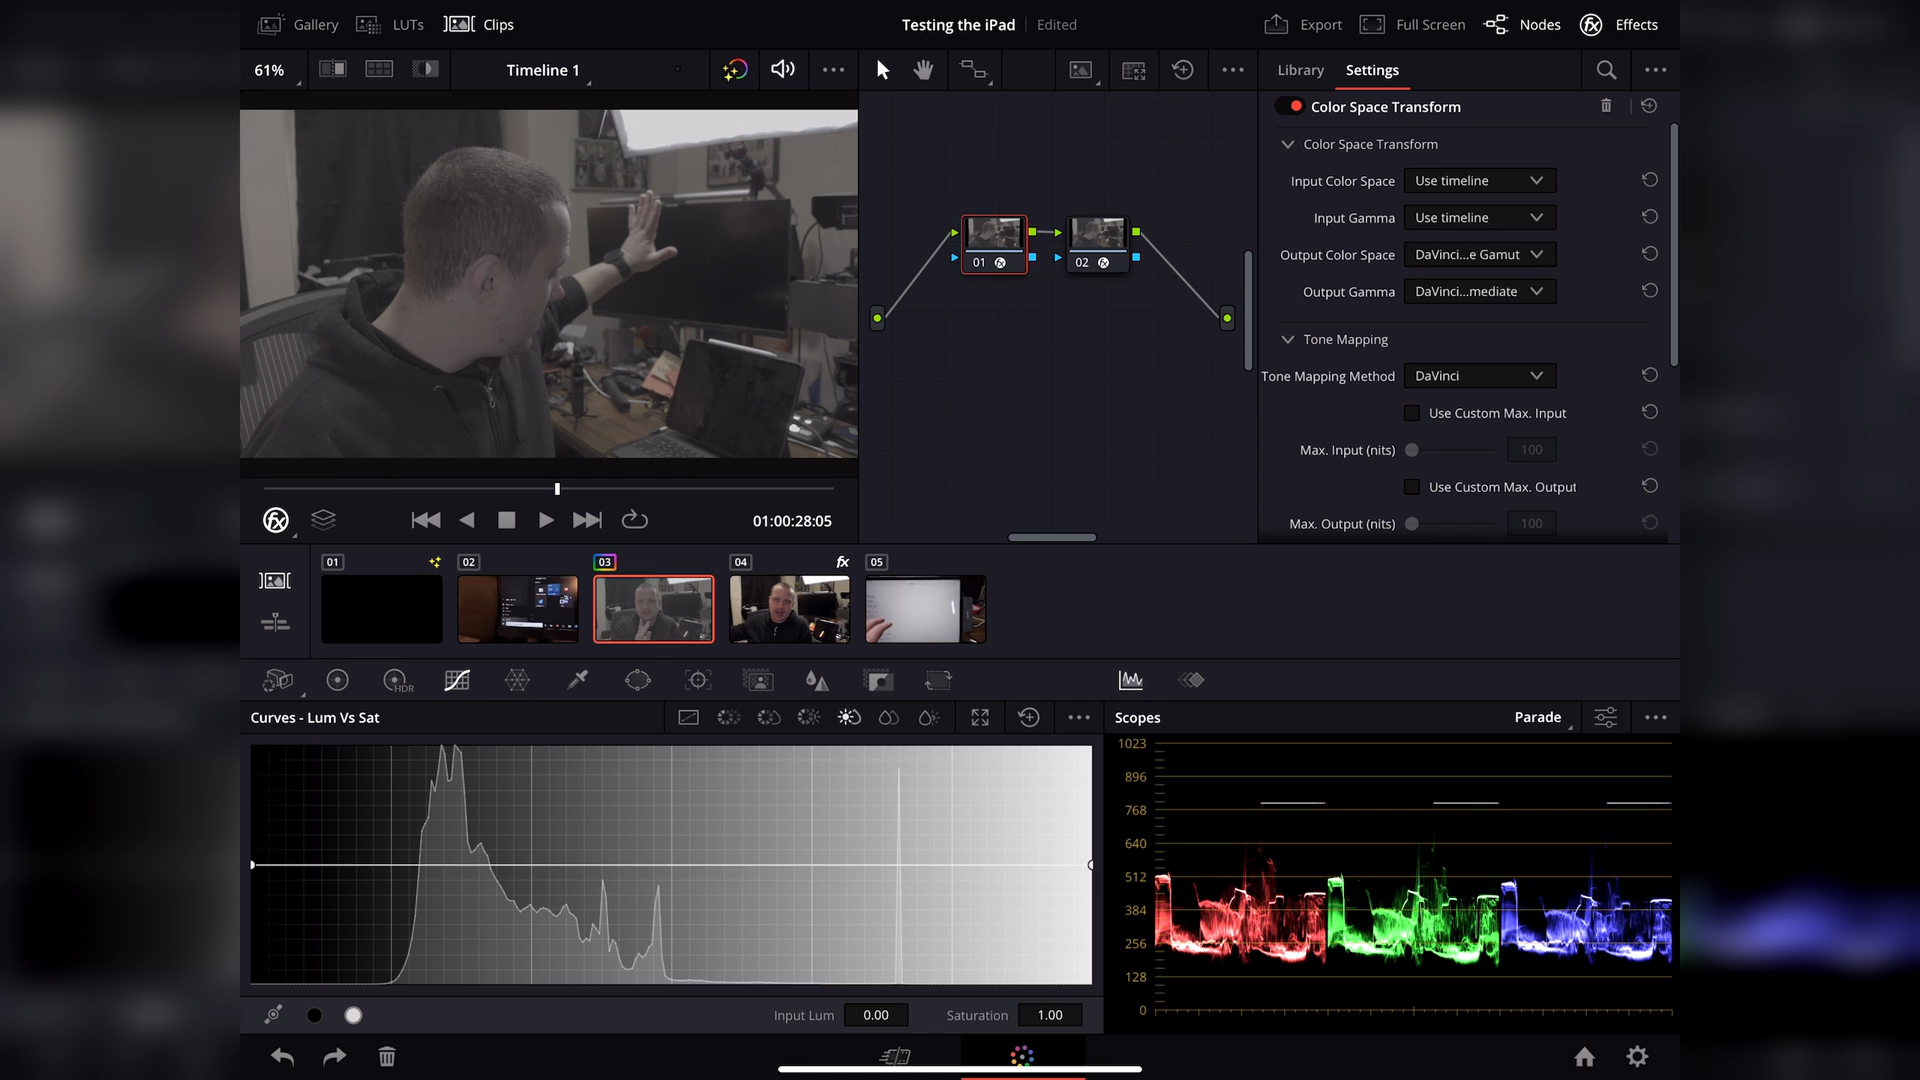 Gallery LUTs Clips Testing the iPad Edited Export Full Screen Nodes Effects
61% Timeline 1 Library Settings
Color Space Transform
Color Space Transform
Input Color Space Use timeline
Input Gamma Use timeline
Output Color Space DaVinci...e Gamut
Output Gamma DaVinci...mediate
Tone Mapping
Tone Mapping Method DaVinci
Use Custom Max. Input
Max. Input (nits) 100
Use Custom Max. Output
Max. Output (nits) 100
01 02
01:00:28:05
01 02 03 04 fx 05
HDR
Curves - Lum Vs Sat
Scopes Parade
1023
896
768
640
512
384
256
128
0
Input Lum 0.00 Saturation 1.00